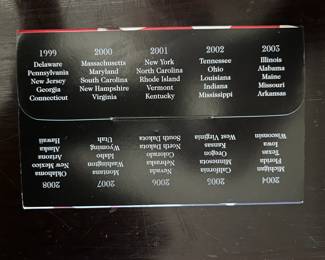 1999
Delaware
Pennsylvania
New Jersey
Georgia
Connecticut
2000
Massachusetts
Maryland
South Carolina
New Hampshire
Virginia
2001
New York
North Carolina
Rhode Island
Vermont
Kentucky
2002
Tennessee
Ohio
Louisiana
Indiana
Mississippi
2003
Illinois
Alabama
Maine
Missouri
Arkansas
2004
Michigan
Florida
Texas
Iowa
Wisconsin
2005
California
Minnesota
Oregon
Kansas
West Virginia
2006
Nevada
Nebraska
Colorado
North Dakota
South Dakota
2007
Montana
Washington
Idaho
Wyoming
Utah
2008
Oklahoma
New Mexico
Arizona
Alaska
Hawaii